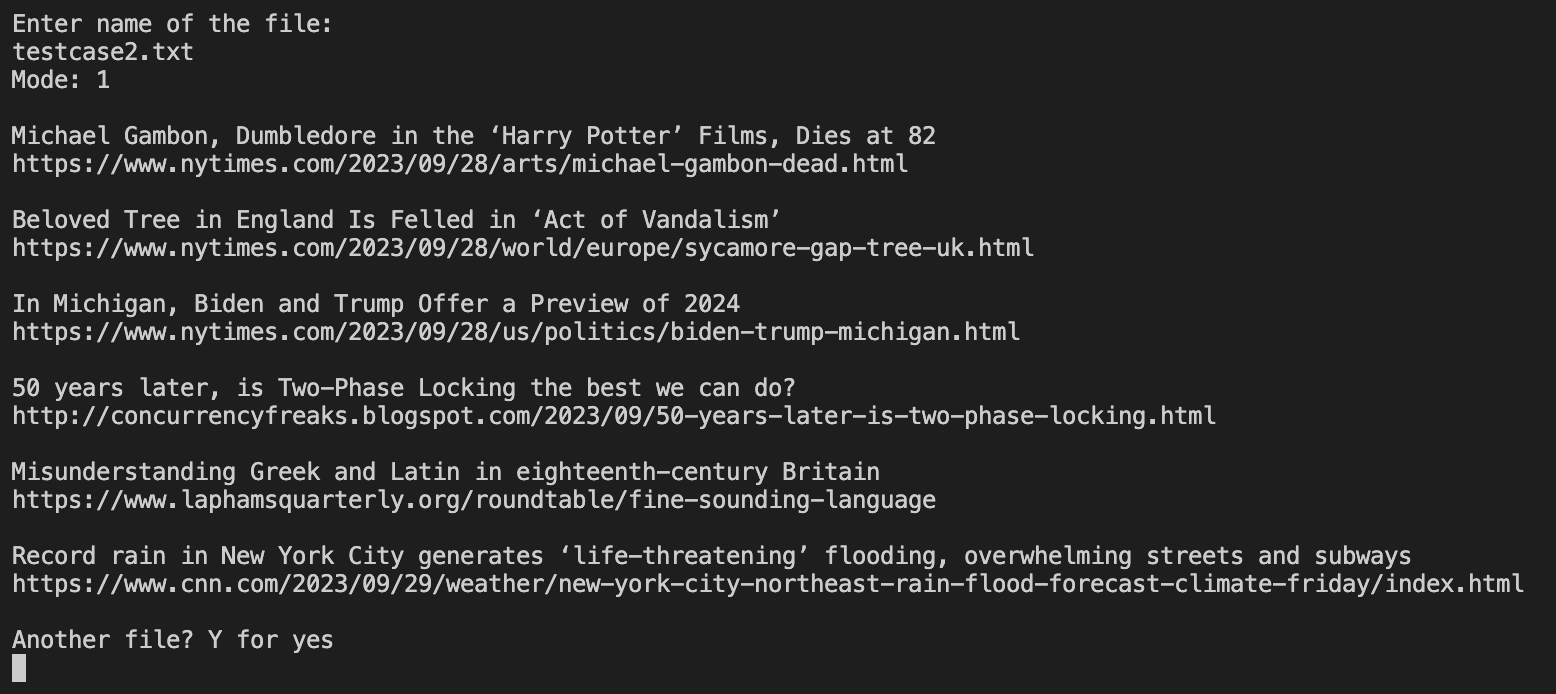 Enter name of the file:
testcase2.txt
Mode: 1
Michael Gambon, Dumbledore in the ‘Harry Potter’ Films, Dies at 82
https://www.nytimes.com/2023/09/28/arts/michael-gambon-dead.html
Beloved Tree in England Is Felled in ‘Act of Vandalism’
https://www.nytimes.com/2023/09/28/world/europe/sycamore-gap-tree-uk.html
In Michigan, Biden and Trump Offer a Preview of 2024
https://www.nytimes.com/2023/09/28/us/politics/biden-trump-michigan.html
50 years later, is Two-Phase Locking the best we can do?
http://concurrencyfreaks.blogspot.com/2023/09/50-years-later-is-two-phase-locking.html
Misunderstanding Greek and Latin in eighteenth-century Britain
https://www.laphamsquarterly.org/roundtable/fine-sounding-language
Record rain in New York City generates ‘life-threatening’ flooding, overwhelming streets and subways
https://www.cnn.com/2023/09/29/weather/new-york-city-northeast-rain-flood-forecast-climate-friday/index.html
Another file? Y for yes